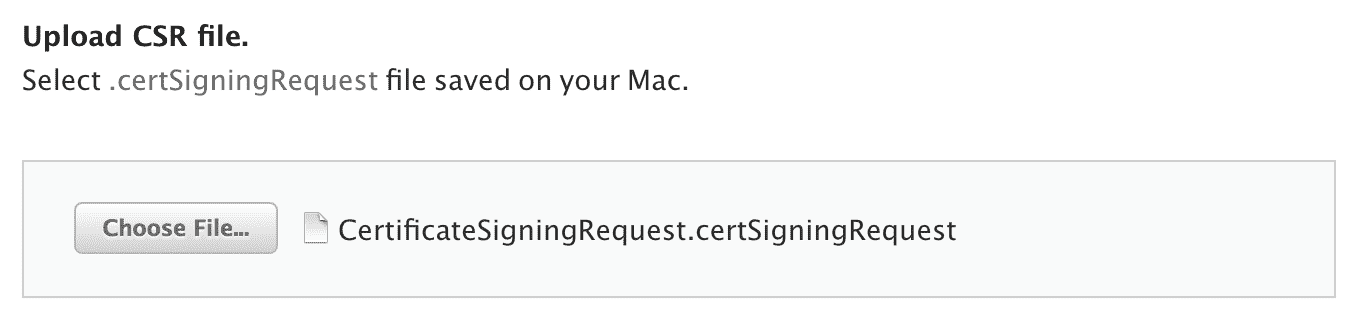 Upload CSR file.
Select .certSigningRequest file saved on your Mac.
Choose File...
CertificateSigningRequest.certSigningRequest